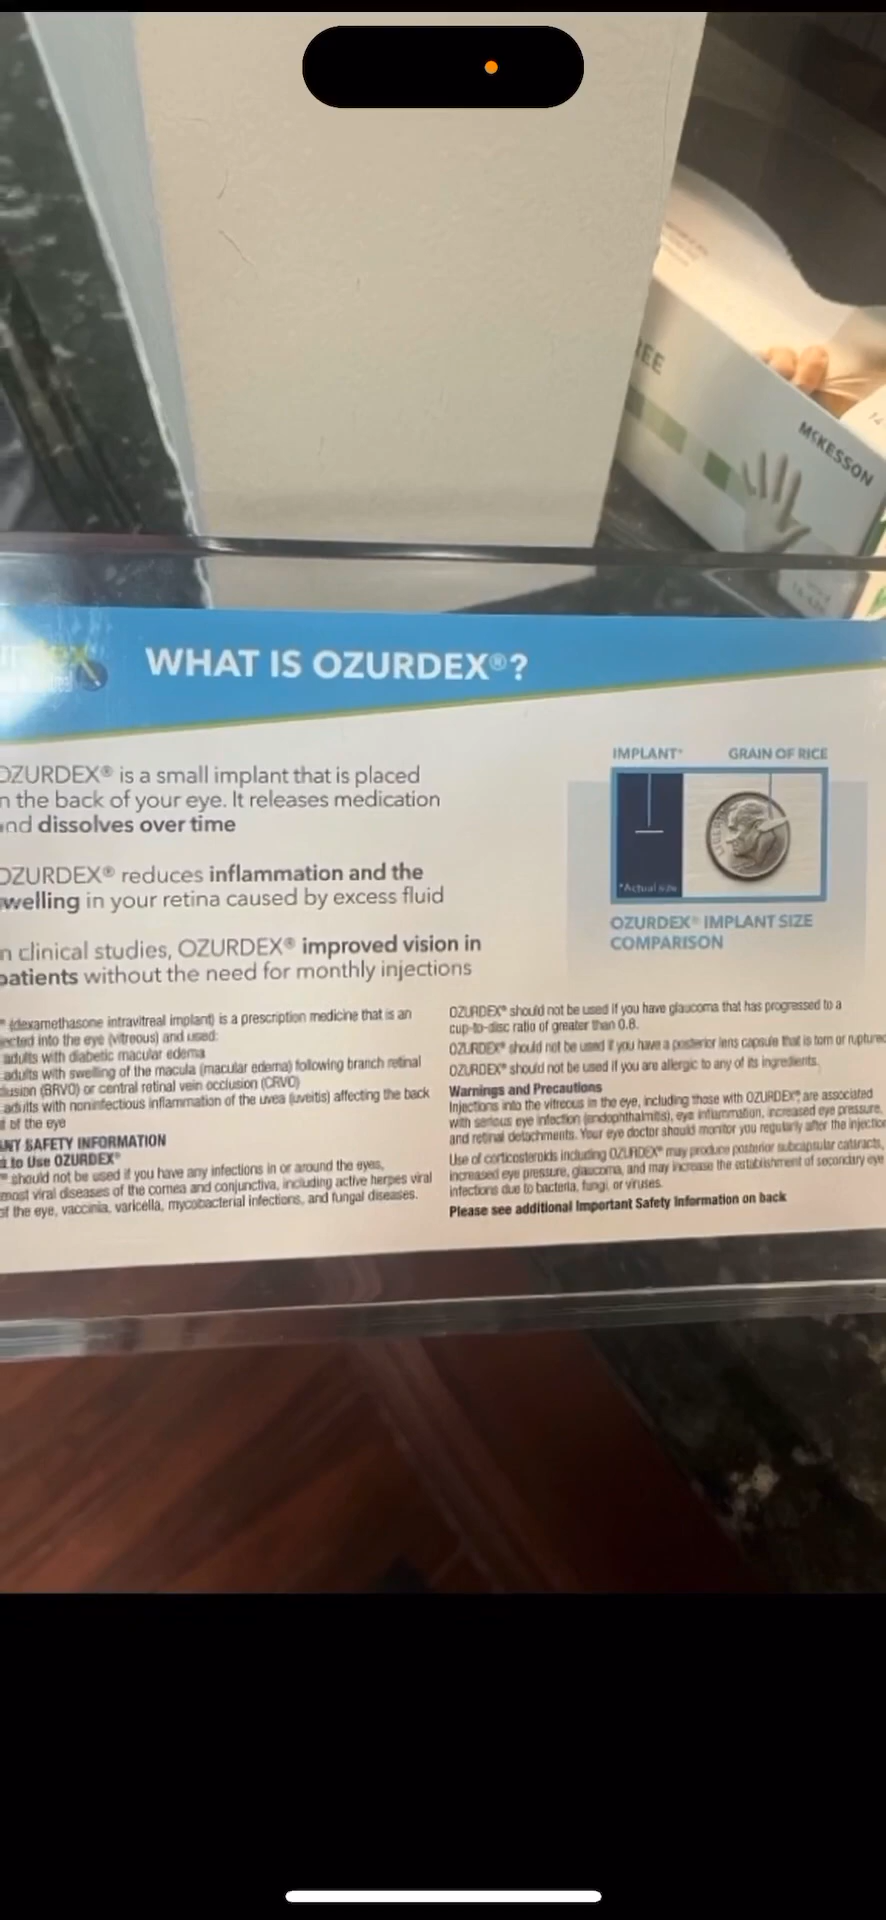 REE
MCKESSON
WHAT IS OZURDEX®?
OZURDEX® is a small implant that is placed
n the back of your eye. It releases medication
nd dissolves over time
OZURDEX® reduces inflammation and the
welling in your retina caused by excess fluid
n clinical studies, OZURDEX® improved vision in
patients without the need for monthly injections
IMPLANT*
GRAIN OF RICE
*Actual size
OZURDEX® IMPLANT SIZE
COMPARISON
® (dexamethasone intravitreal implant) is a prescription medicine that is an
jected into the eye (vitreous) and used:
adults with diabetic macular edema
adults with swelling of the macula (macular edema) following branch retinal
lusion (BRVO) or central retinal vein occlusion (CRVO)
adults with noninfectious inflammation of the uvea (uveitis) affecting the back
of the eye
ANT SAFETY INFORMATION
to Use OZURDEX®
® should not be used if you have any infections in or around the eyes,
most viral diseases of the cornea and conjunctiva, including active herpes viral
of the eye, vaccinia, varicella, mycobacterial infections, and fungal diseases.
OZURDEX® should not be used if you have glaucoma that has progressed to a
cup-to-disc ratio of greater than 0.8.
OZURDEX® should not be used if you have a posterior lens capsule that is torn or ruptured
OZURDEX® should not be used if you are allergic to any of its ingredients.
Warnings and Precautions
Injections into the vitreous in the eye, including those with OZURDEX®, are associated
with serious eye infection (endophthalmitis), eye inflammation, increased eye pressure,
and retinal detachments. Your eye doctor should monitor you regularly after the injection
Use of corticosteroids including OZURDEX® may produce posterior subcapsular cataracts,
increased eye pressure, glaucoma, and may increase the establishment of secondary eye
infections due to bacteria, fungi, or viruses.
Please see additional Important Safety Information on back